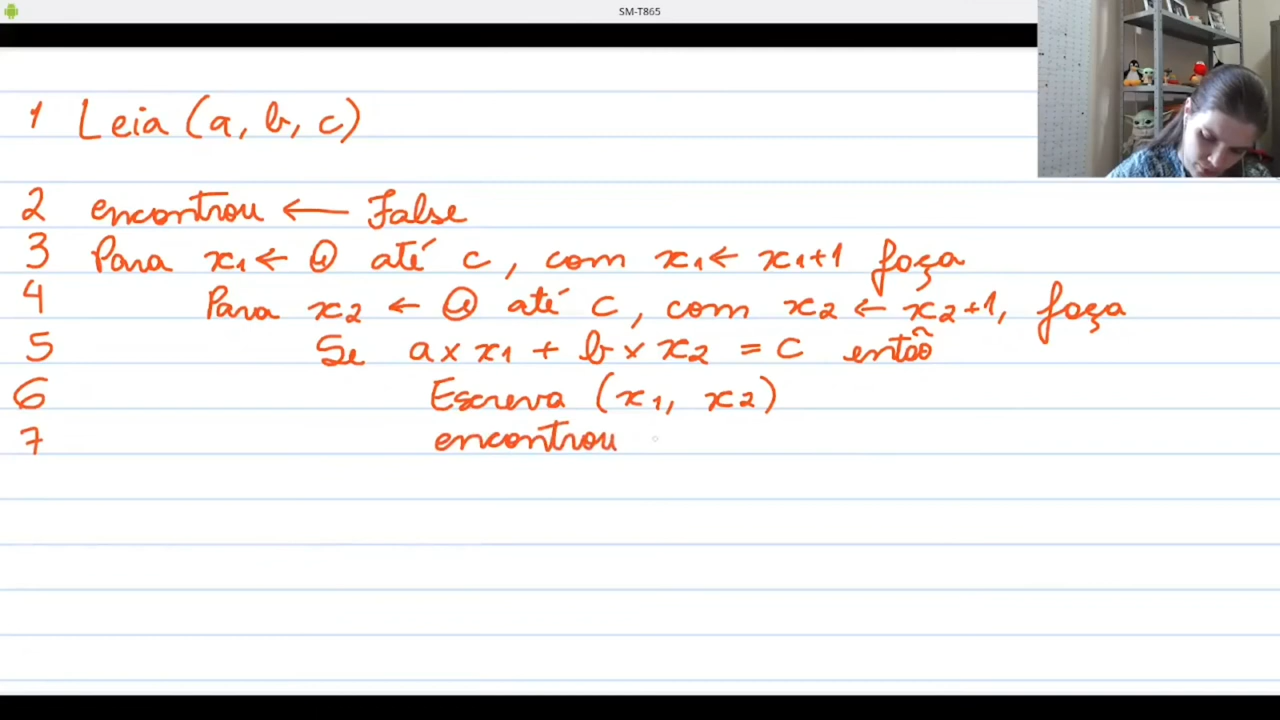 SM-T865
1 Leia (a, b, c)
2 encontrou ← False
3 Para x1 ← 0 até c, com x1 ← x1+1 faça
4 Para x2 ← 0 até c, com x2 ← x2+1, faça
5 Se a x x1 + b x x2 = c então
6 Escreva (x1, x2)
7 encontrou